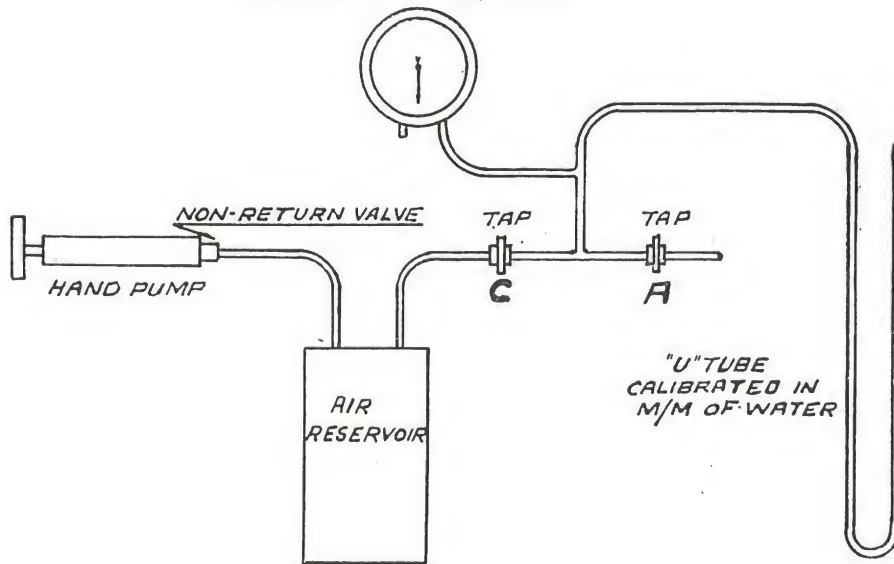 NON-RETURN VALVE
TAP
TAP
HAND PUMP
C
A
"U" TUBE
CALIBRATED IN
M/M OF WATER
AIR
RESERVOIR